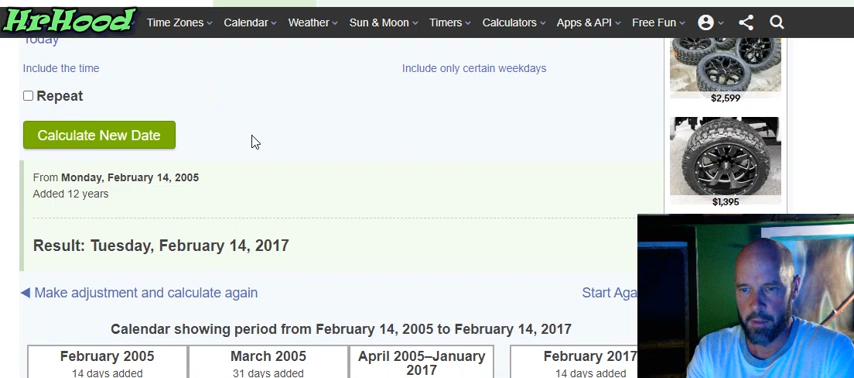 HrHood
Time Zones Calendar Weather Sun & Moon Timers Calculators Apps & API Free Fun
Today
Include the time Include only certain weekdays
Repeat
Calculate New Date
$2,599
From Monday, February 14, 2005
Added 12 years
$1,395
Result: Tuesday, February 14, 2017
Make adjustment and calculate again Start Aga
Calendar showing period from February 14, 2005 to February 14, 2017
February 2005 March 2005 April 2005–January 2017 February 2017
14 days added 31 days added 14 days added